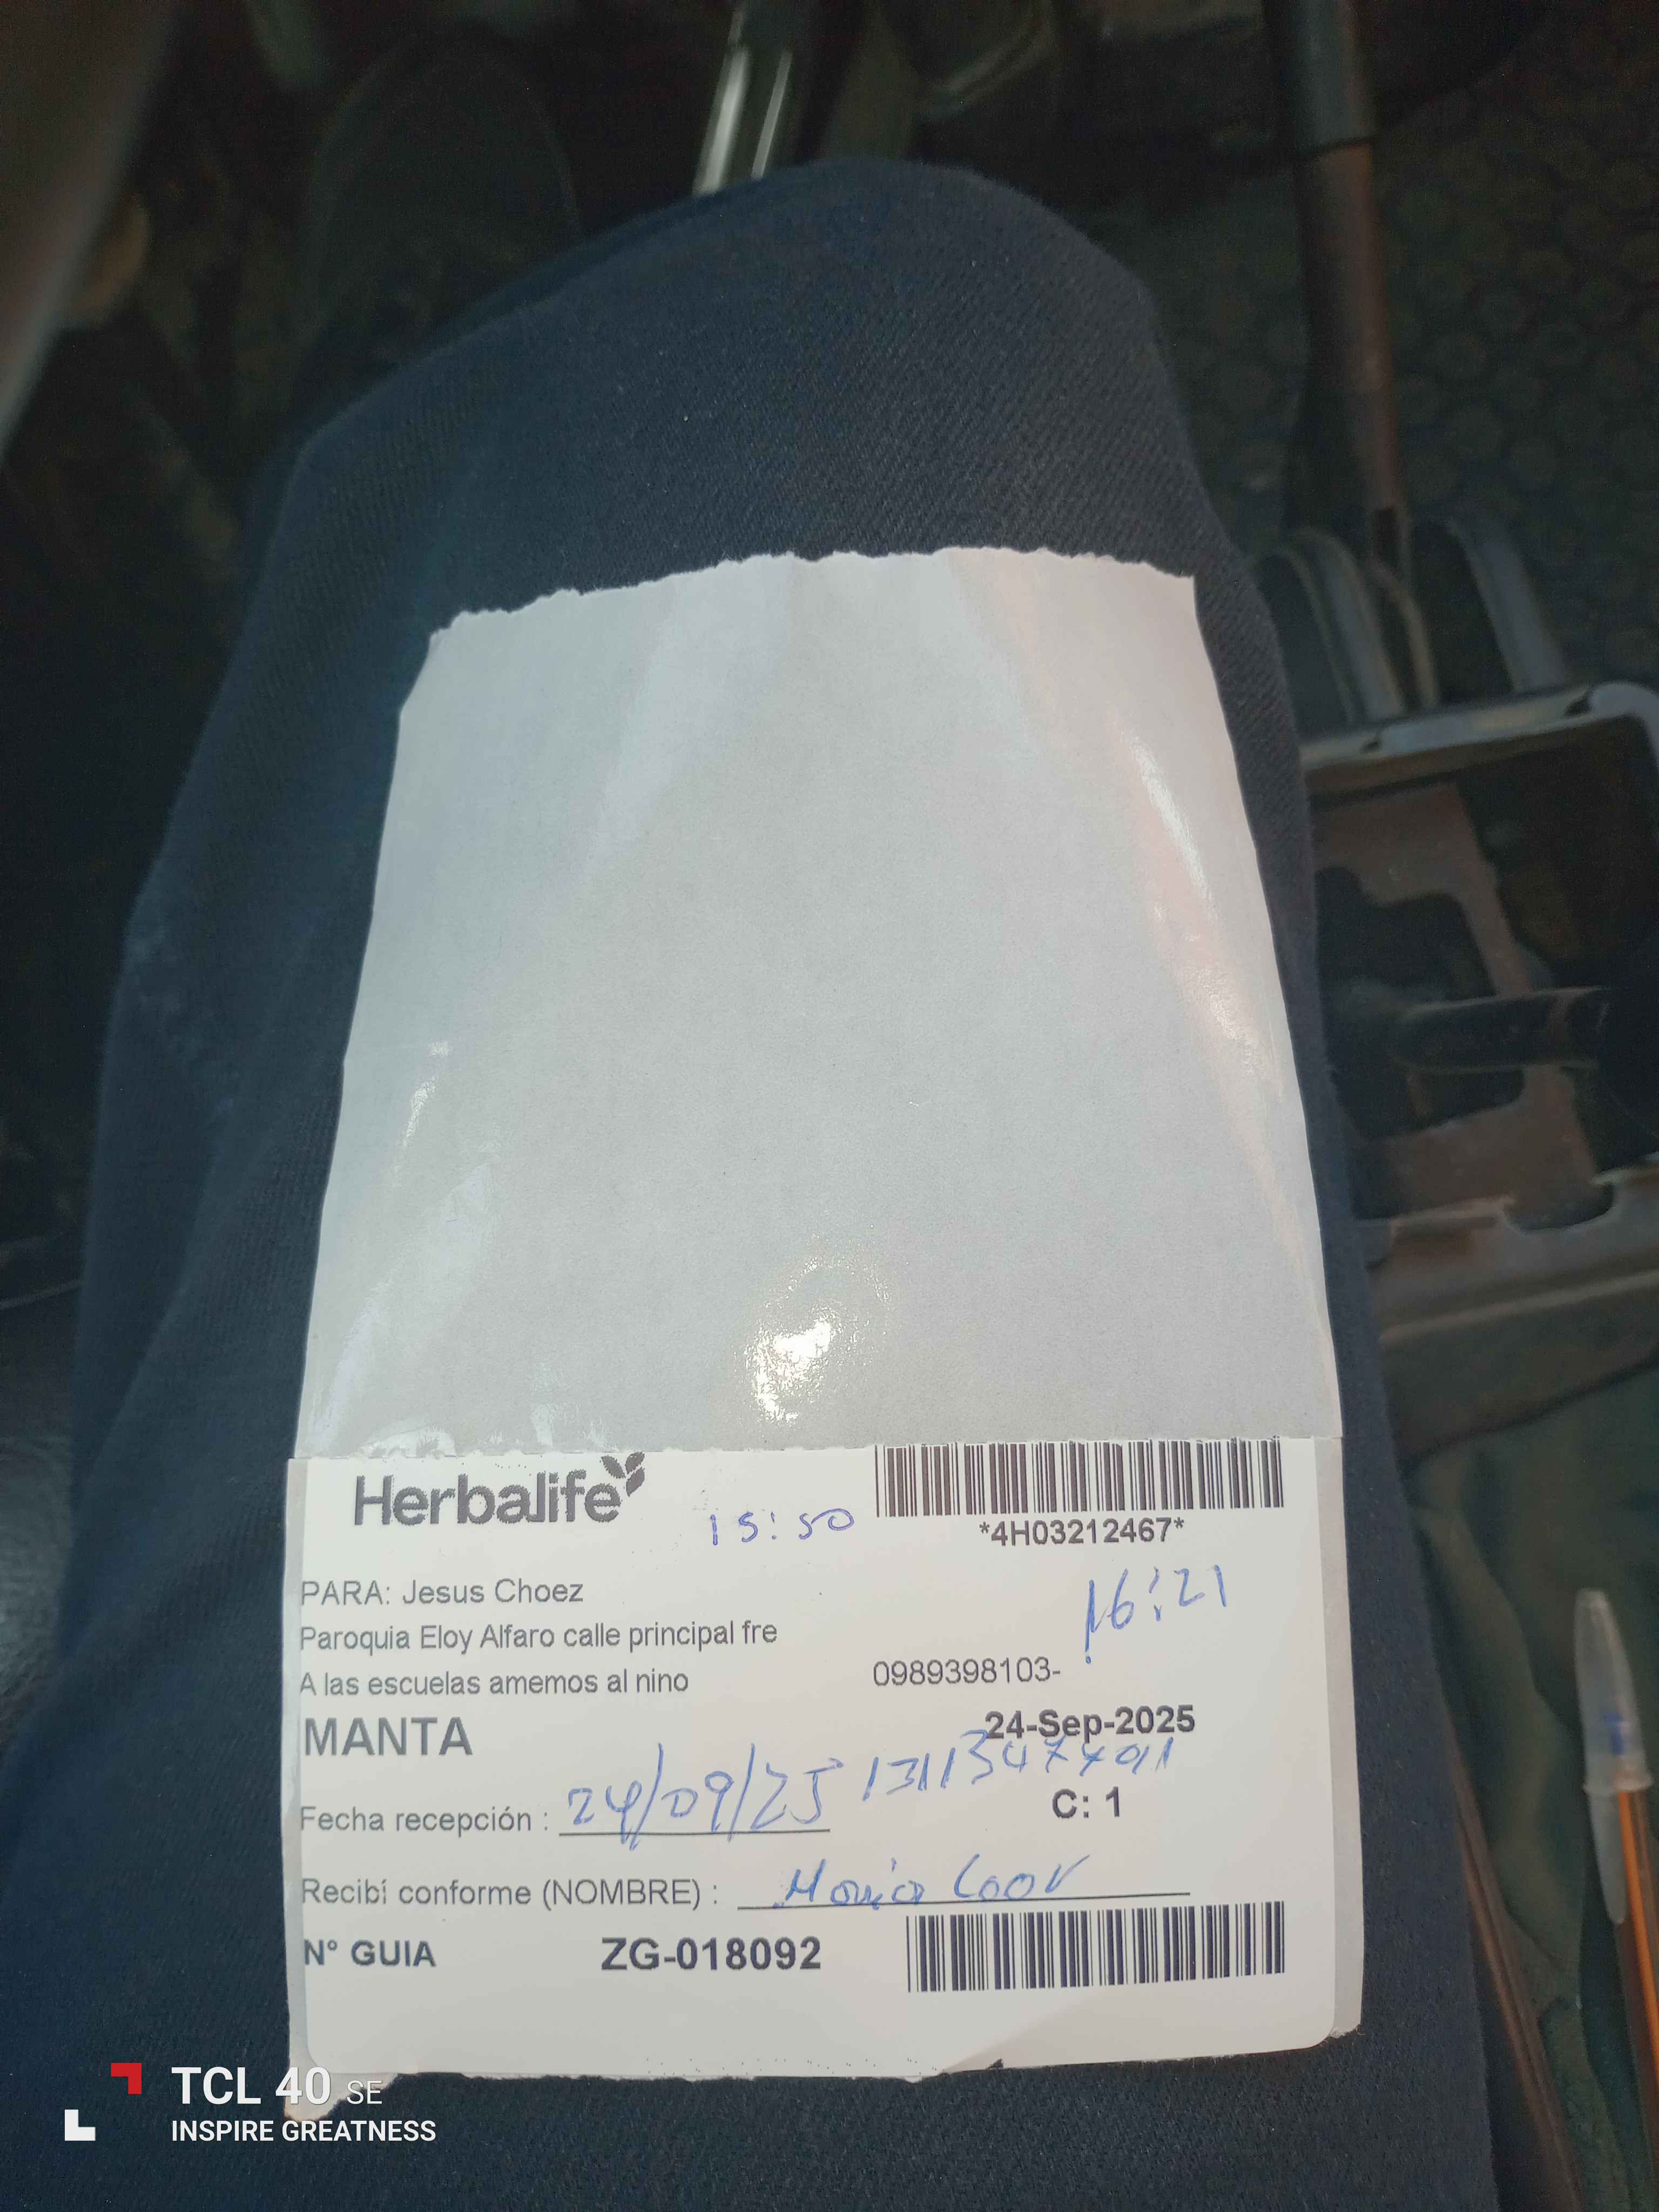 Herbalife
15:50
*4H03212467*
PARA: Jesus Choez
16:21
Paroquia Eloy Alfaro calle principal fre
A las escuelas amemos al nino
0989398103-
MANTA
24-Sep-2025
Fecha recepción : 24/09/25
C: 1
Recibí conforme (NOMBRE) : Maria
N° GUIA ZG-018092
TCL 40 SE
INSPIRE GREATNESS